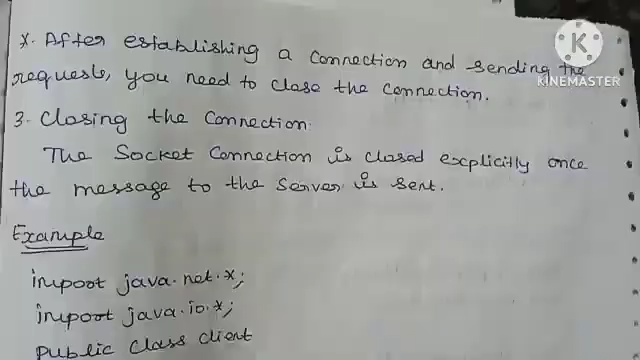 x. After establishing a connection and sending the
requests, you need to close the connection.
3. Closing the connection.
The Socket Connection is closed explicitly once
the message to the server is sent.
Example
import java.net.*;
import java.io.*;
public class client
K
KINEMASTER